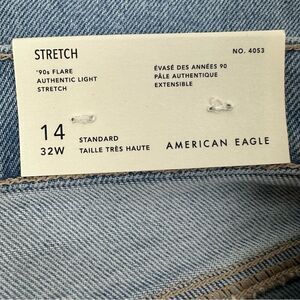 STRETCH
NO. 4053
'90s FLARE
AUTHENTIC LIGHT
STRETCH
ÉVASÉ DES ANNÉES 90
PÂLE AUTHENTIQUE
EXTENSIBLE
14
32W
STANDARD
TAILLE TRÈS HAUTE
AMERICAN EAGLE